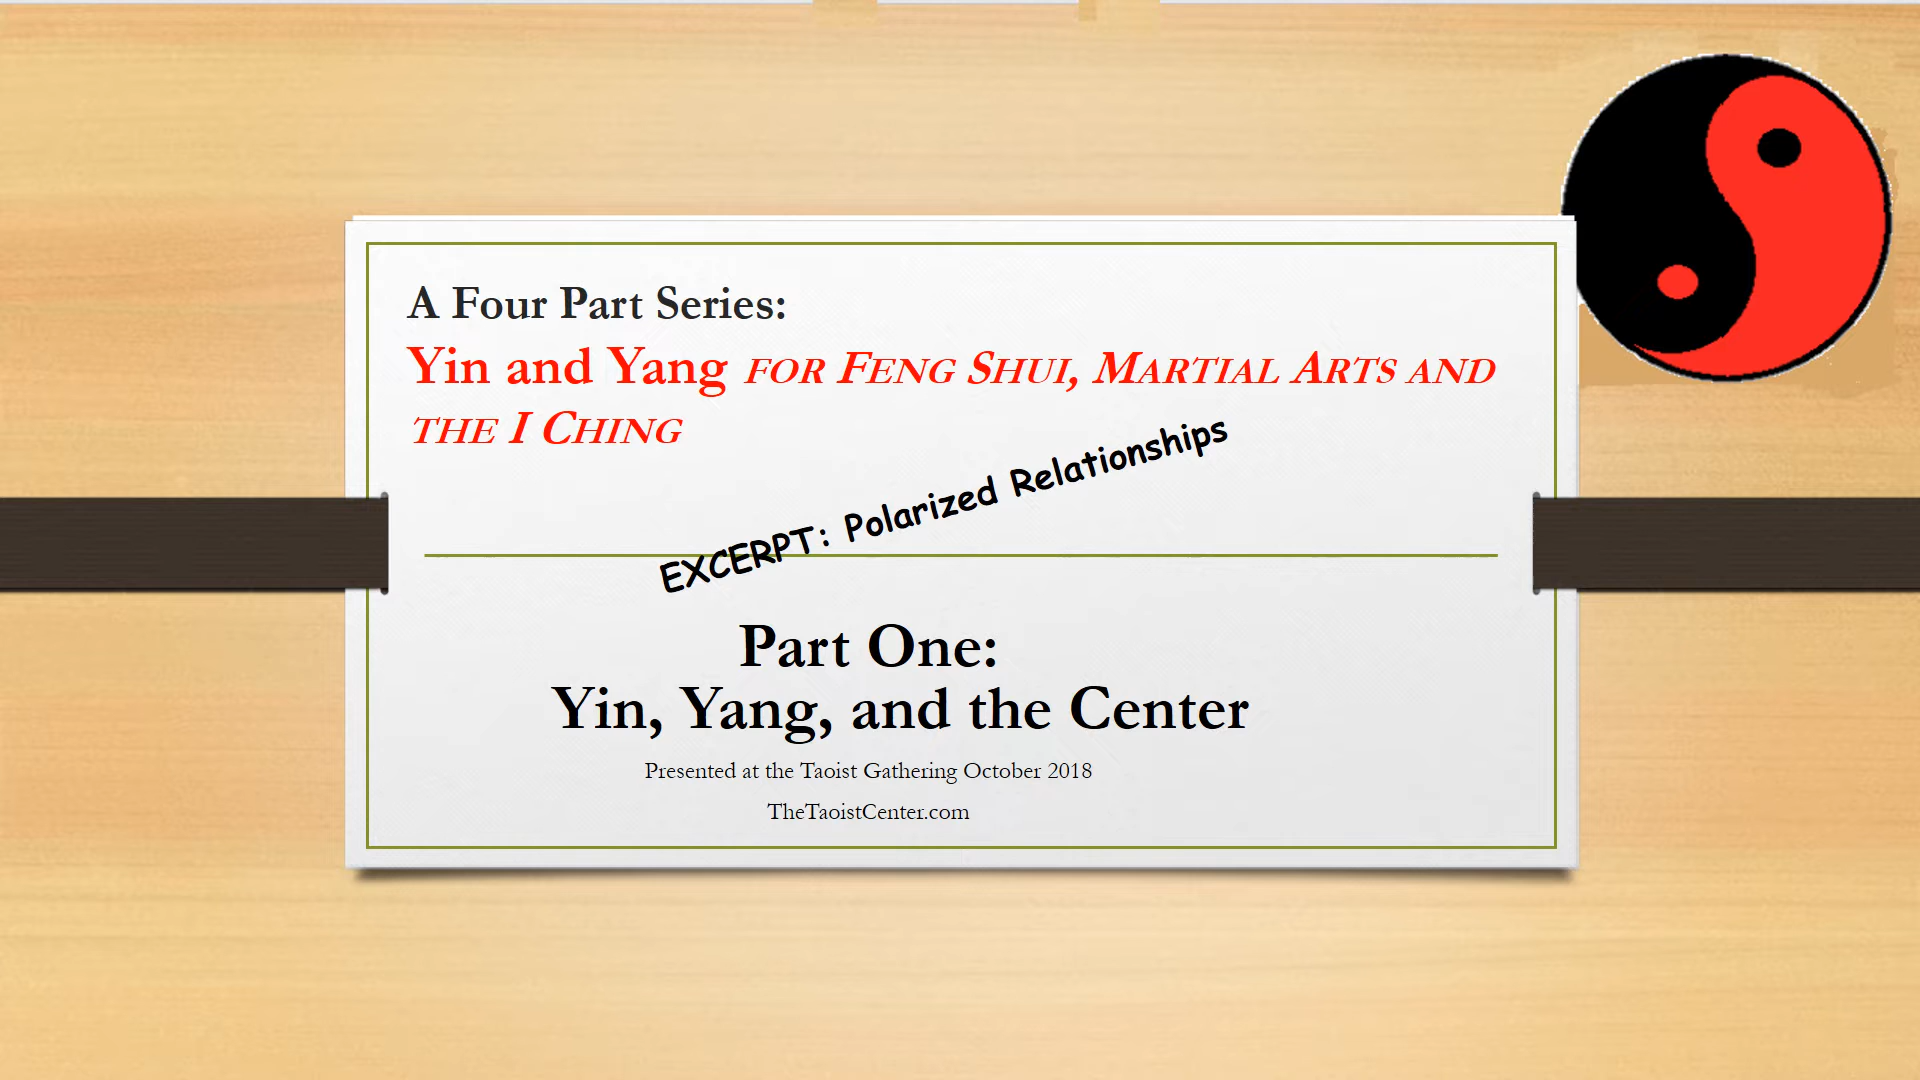 A Four Part Series:
Yin and Yang FOR FENG SHUI, MARTIAL ARTS AND
THE I CHING
EXCERPT: Polarized Relationships
Part One:
Yin, Yang, and the Center
Presented at the Taoist Gathering October 2018
TheTaoistCenter.com